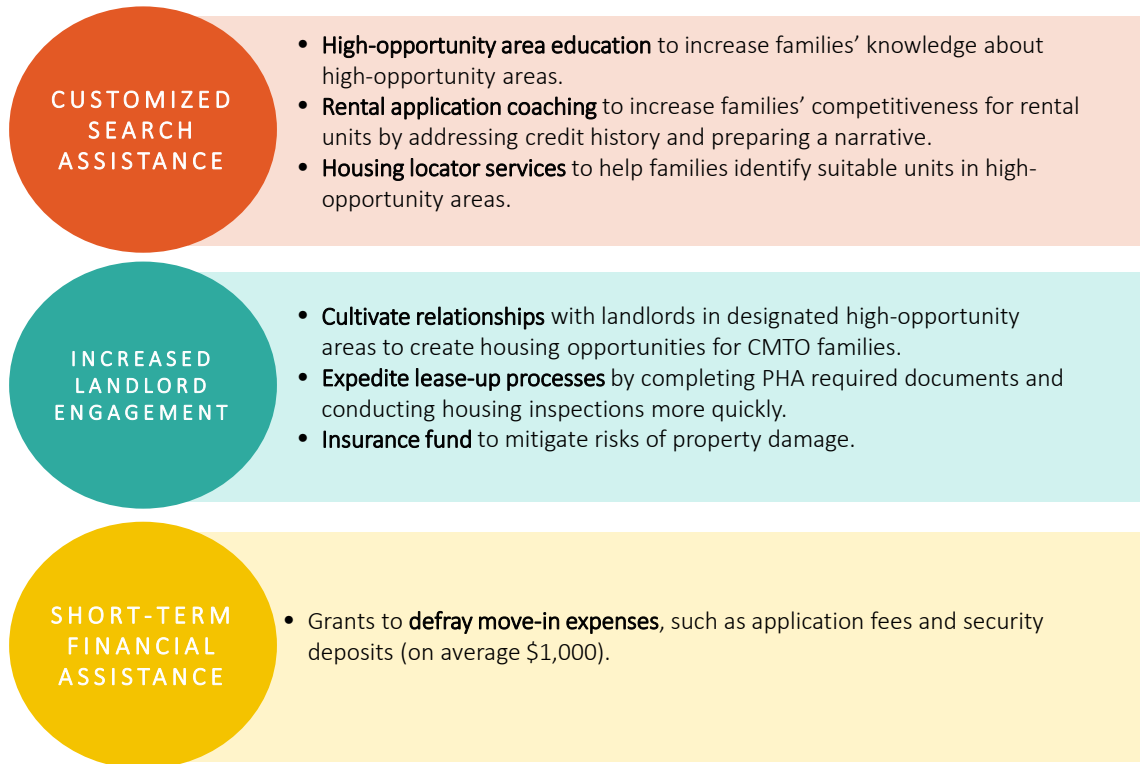 CUSTOMIZED
SEARCH
ASSISTANCE
• High-opportunity area education to increase families’ knowledge about
high-opportunity areas.
• Rental application coaching to increase families’ competitiveness for rental
units by addressing credit history and preparing a narrative.
• Housing locator services to help families identify suitable units in high-
opportunity areas.
INCREASED
LANDLORD
ENGAGEMENT
• Cultivate relationships with landlords in designated high-opportunity
areas to create housing opportunities for CMTO families.
• Expedite lease-up processes by completing PHA required documents and
conducting housing inspections more quickly.
• Insurance fund to mitigate risks of property damage.
SHORT-TERM
FINANCIAL
ASSISTANCE
• Grants to defray move-in expenses, such as application fees and security
deposits (on average $1,000).